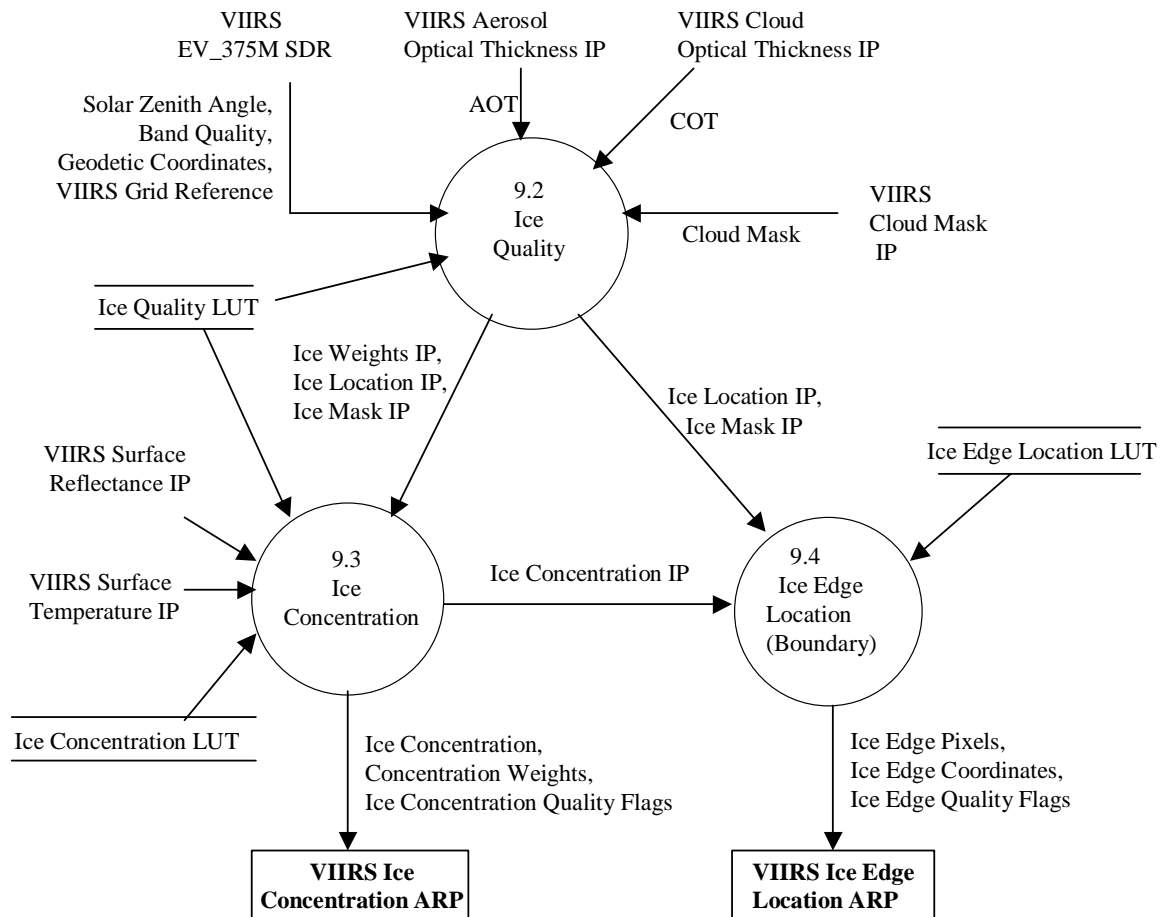 VIIRS
EV_375M SDR
VIIRS Aerosol
Optical Thickness IP
VIIRS Cloud
Optical Thickness IP
Solar Zenith Angle,
Band Quality,
Geodetic Coordinates,
VIIRS Grid Reference
AOT
COT
9.2
Ice
Quality
VIIRS
Cloud Mask
IP
Cloud Mask
Ice Quality LUT
Ice Weights IP,
Ice Location IP,
Ice Mask IP
Ice Location IP,
Ice Mask IP
Ice Edge Location LUT
VIIRS Surface
Reflectance IP
VIIRS Surface
Temperature IP
9.3
Ice
Concentration
Ice Concentration IP
9.4
Ice Edge
Location
(Boundary)
Ice Concentration LUT
Ice Concentration,
Concentration Weights,
Ice Concentration Quality Flags
Ice Edge Pixels,
Ice Edge Coordinates,
Ice Edge Quality Flags
VIIRS Ice
Concentration ARP
VIIRS Ice Edge
Location ARP